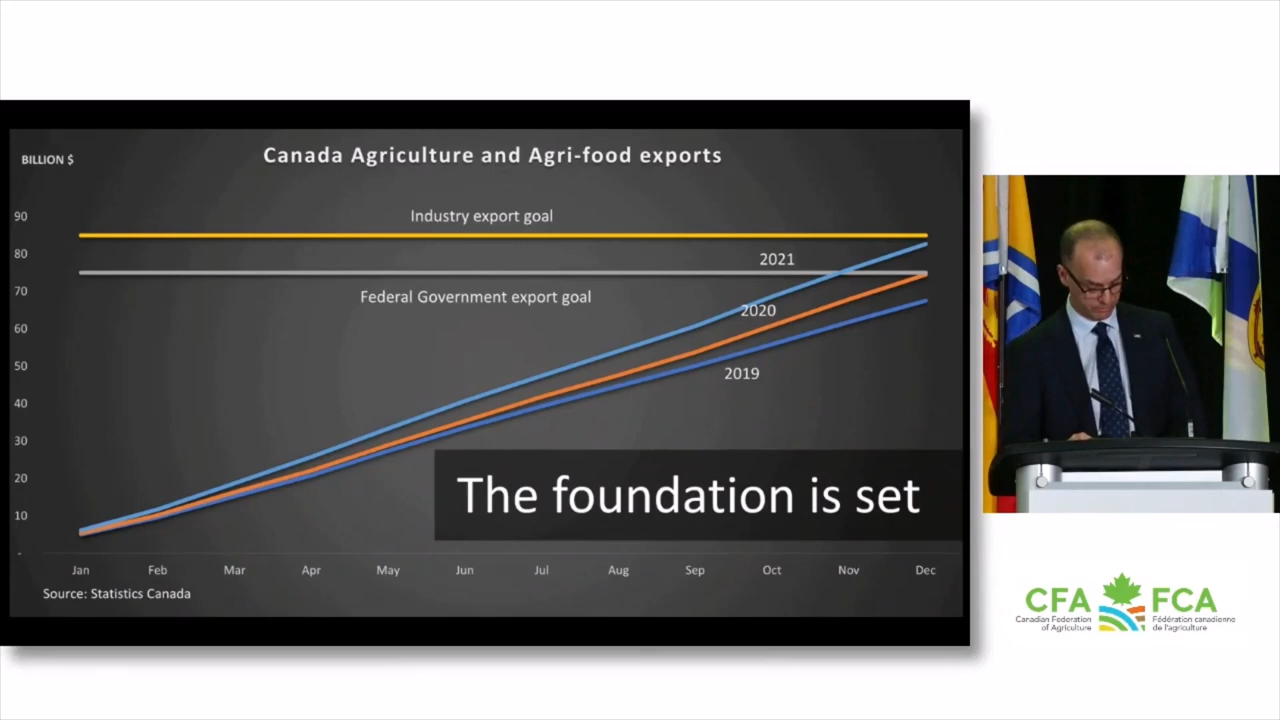 BILLION $
Canada Agriculture and Agri-food exports
90
Industry export goal
80
2021
70
Federal Government export goal
2020
60
50
2019
40
30
20
The foundation is set
10
-
Jan Feb Mar Apr May Jun Jul Aug Sep Oct Nov Dec
Source: Statistics Canada
CFA FCA
Canadian Federation
of Agriculture
Fédération canadienne
de l'agriculture